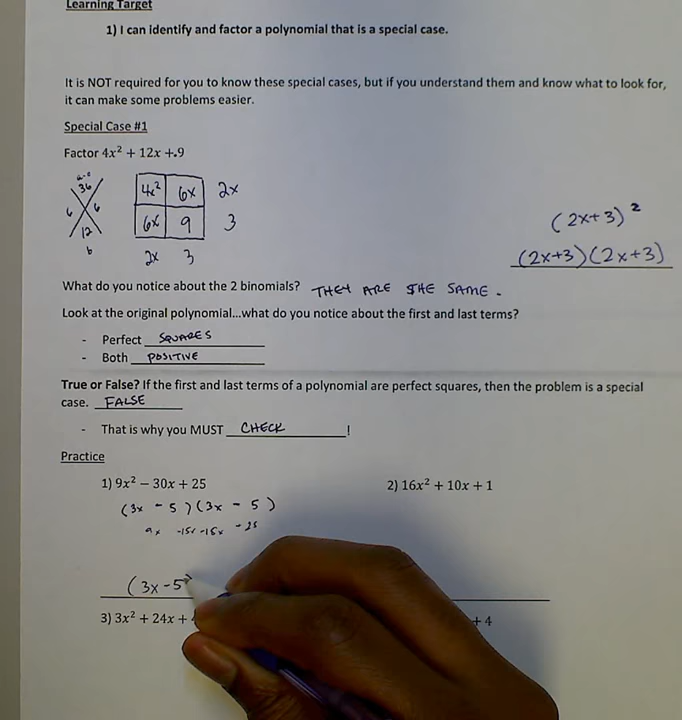 Learning Target
1) I can identify and factor a polynomial that is a special case.
It is NOT required for you to know these special cases, but if you understand them and know what to look for,
it can make some problems easier.
Special Case #1
Factor 4x² + 12x + 9
a·c
36
6 6
12
b
4x² 6x 2x
6x 9 3
2x 3
(2x+3)²
(2x+3)(2x+3)
What do you notice about the 2 binomials? THEY ARE THE SAME.
Look at the original polynomial...what do you notice about the first and last terms?
- Perfect SQUARES
- Both POSITIVE
True or False? If the first and last terms of a polynomial are perfect squares, then the problem is a special
case. FALSE
- That is why you MUST CHECK!
Practice
1) 9x² – 30x + 25
(3x - 5)(3x - 5)
-15x -15x
(3x-5)
2) 16x² + 10x + 1
3) 3x² + 24x +
+ 4